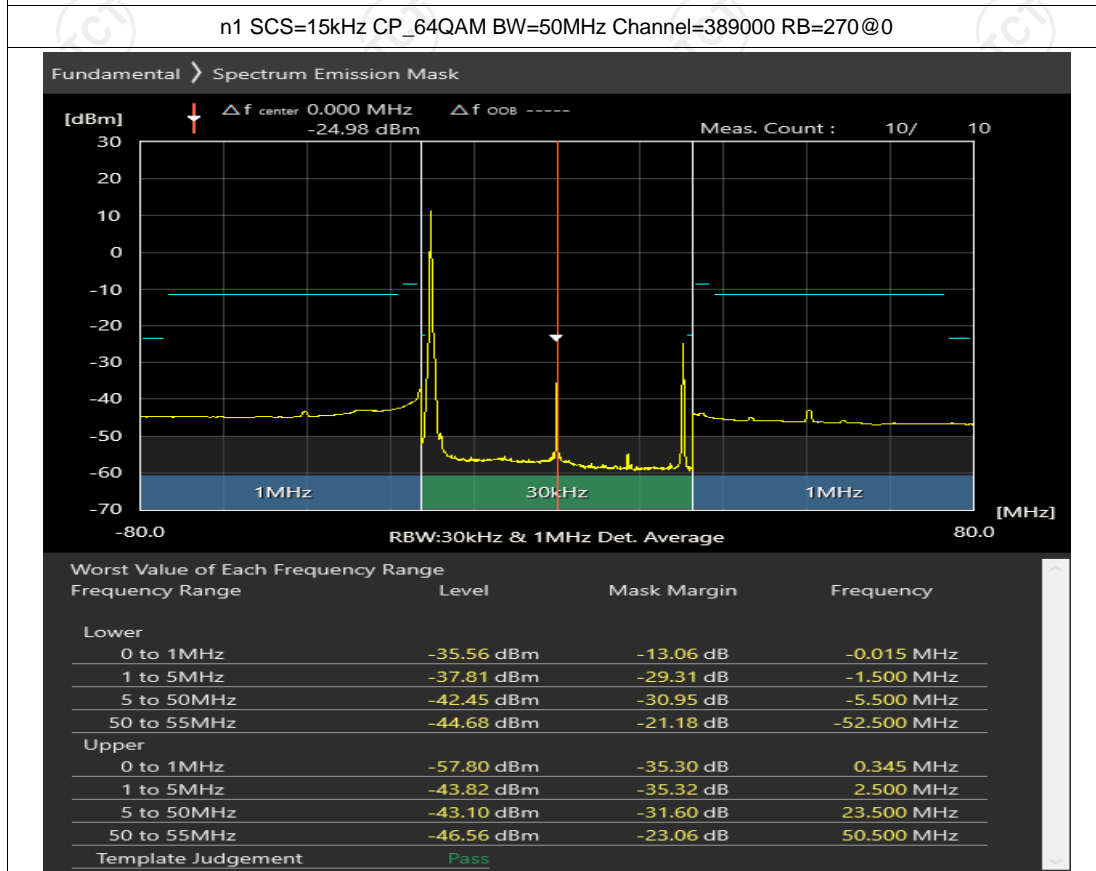 n1 SCS=15kHz CP_64QAM BW=50MHz Channel=389000 RB=270@0
TCT TCT TCT
Fundamental ❯ Spectrum Emission Mask
[dBm] △f center 0.000 MHz △f OOB -----
-24.98 dBm Meas. Count : 10/ 10
30
20
10
0
-10
-20
-30
-40
-50
-60
1MHz 30kHz 1MHz
-70 [MHz]
-80.0 RBW:30kHz & 1MHz Det. Average 80.0
Worst Value of Each Frequency Range
Frequency Range Level Mask Margin Frequency
Lower
0 to 1MHz -35.56 dBm -13.06 dB -0.015 MHz
1 to 5MHz -37.81 dBm -29.31 dB -1.500 MHz
5 to 50MHz -42.45 dBm -30.95 dB -5.500 MHz
50 to 55MHz -44.68 dBm -21.18 dB -52.500 MHz
Upper
0 to 1MHz -57.80 dBm -35.30 dB 0.345 MHz
1 to 5MHz -43.82 dBm -35.32 dB 2.500 MHz
5 to 50MHz -43.10 dBm -31.60 dB 23.500 MHz
50 to 55MHz -46.56 dBm -23.06 dB 50.500 MHz
Template Judgement Pass